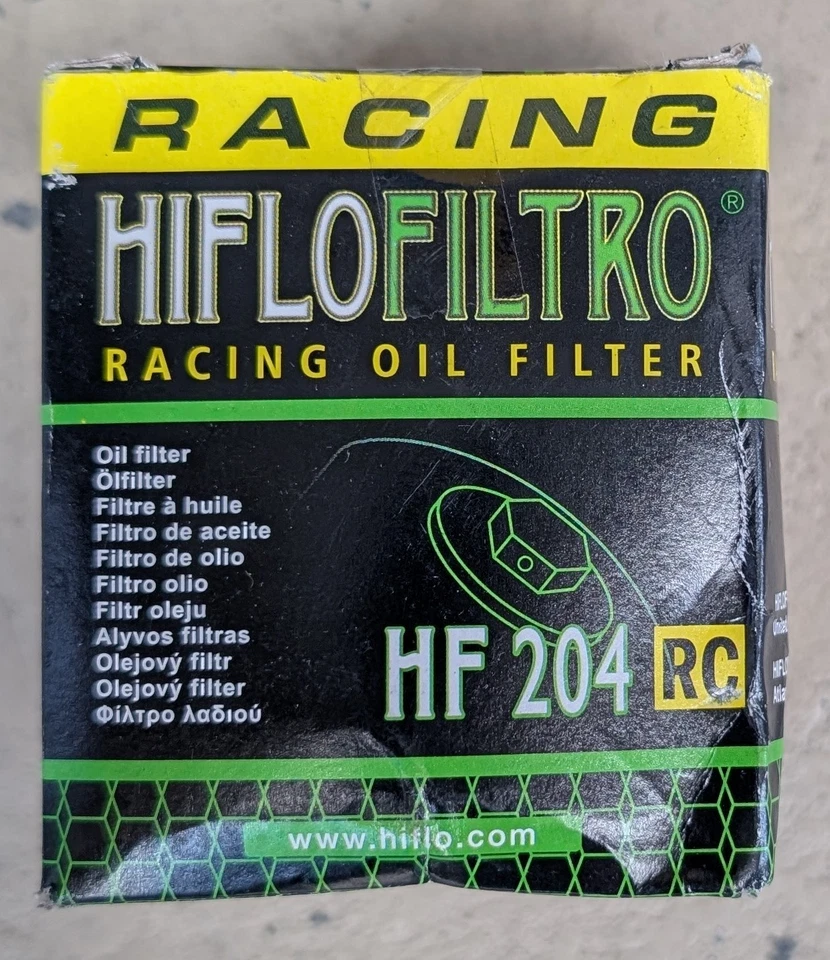 RACING
HIFLOFILTRO®
RACING OIL FILTER
Oil filter
Ölfilter
Filtre à huile
Filtro de aceite
Filtro de olio
Filtro olio
Filtr oleju
Alyvos filtras
Olejový filtr
Olejový filter
Φίλτρο λαδιού
HF 204 RC
www.hiflo.com